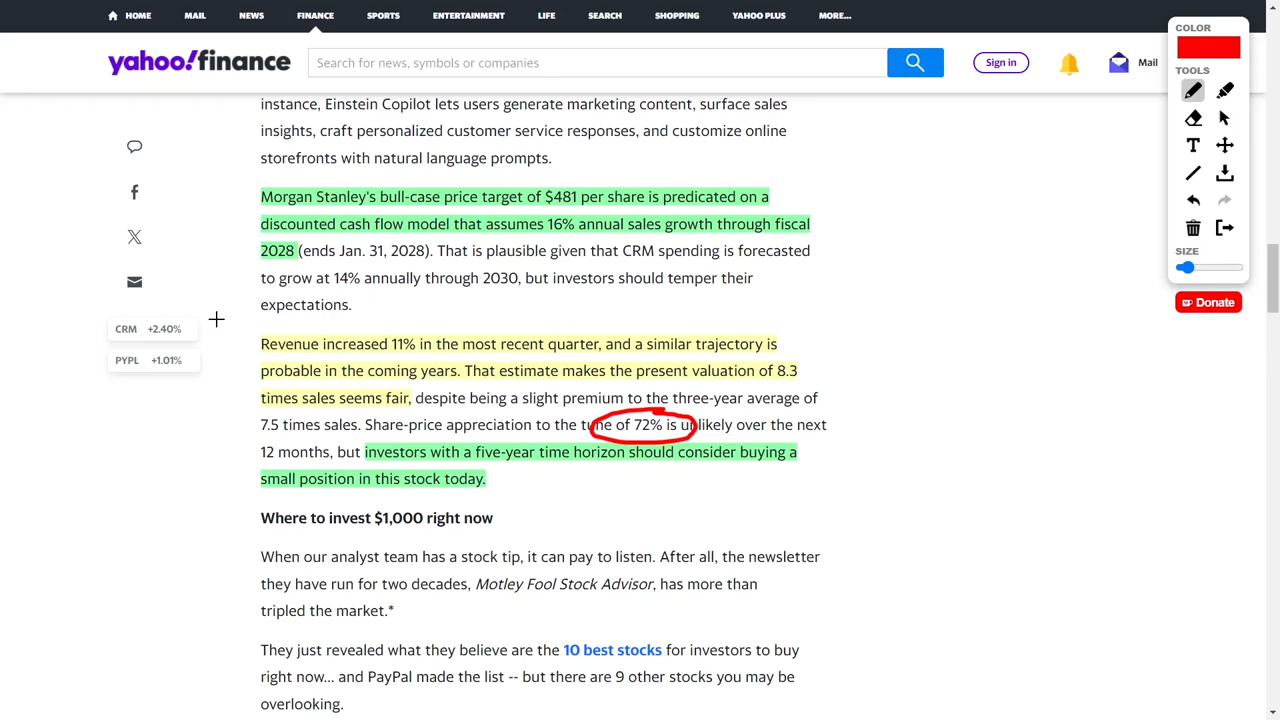 HOME MAIL NEWS FINANCE SPORTS ENTERTAINMENT LIFE SEARCH SHOPPING YAHOO PLUS MORE...
yahoo!finance Search for news, symbols or companies Sign in Mail
COLOR
TOOLS
T
SIZE
Donate
instance, Einstein Copilot lets users generate marketing content, surface sales
insights, craft personalized customer service responses, and customize online
storefronts with natural language prompts.
Morgan Stanley's bull-case price target of $481 per share is predicated on a
discounted cash flow model that assumes 16% annual sales growth through fiscal
2028 (ends Jan. 31, 2028). That is plausible given that CRM spending is forecasted
to grow at 14% annually through 2030, but investors should temper their
expectations.
CRM +2.40%
PYPL +1.01%
Revenue increased 11% in the most recent quarter, and a similar trajectory is
probable in the coming years. That estimate makes the present valuation of 8.3
times sales seems fair, despite being a slight premium to the three-year average of
7.5 times sales. Share-price appreciation to the tune of 72% is unlikely over the next
12 months, but investors with a five-year time horizon should consider buying a
small position in this stock today.
Where to invest $1,000 right now
When our analyst team has a stock tip, it can pay to listen. After all, the newsletter
they have run for two decades, Motley Fool Stock Advisor, has more than
tripled the market.*
They just revealed what they believe are the 10 best stocks for investors to buy
right now... and PayPal made the list -- but there are 9 other stocks you may be
overlooking.